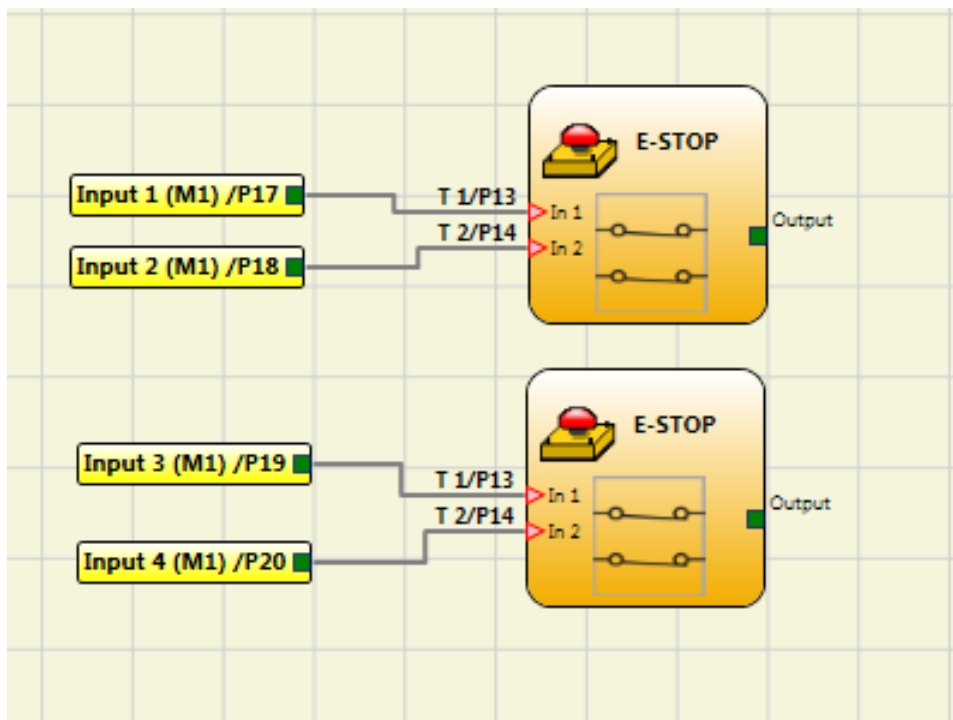 E-STOP
Input 1 (M1) /P17
T 1/P13
In 1
Output
Input 2 (M1) /P18
T 2/P14
In 2
E-STOP
Input 3 (M1) /P19
T 1/P13
In 1
Output
Input 4 (M1) /P20
T 2/P14
In 2